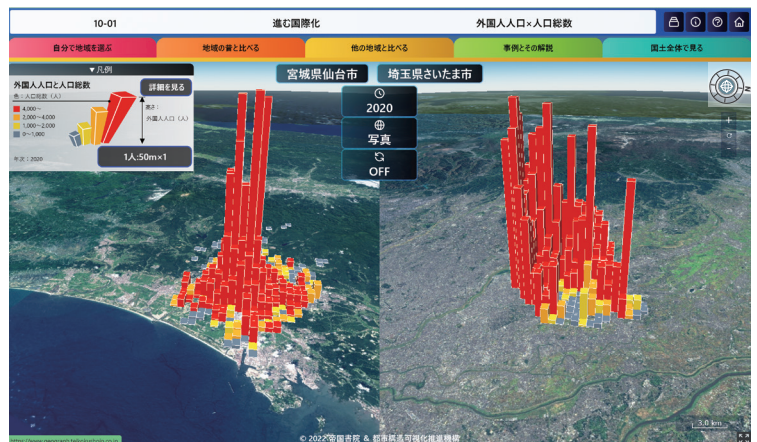 10-01
進む国際化
外国人人口×人口総数
自分で地域を選ぶ
地域の昔と比べる
他の地域と比べる
事例とその解説
国土全体で見る
▼凡例
外国人人口と人口総数
詳細を見る
色：人口総数（人）
4,000～
2,000～4,000
1,000～2,000
0～1,000
高さ：
外国人人口（人）
年次：2020
1人:50m×1
宮城県仙台市
埼玉県さいたま市
2020
写真
OFF
N
3.0 km
© 2022 帝国書院 & 都市構造可視化推進機構